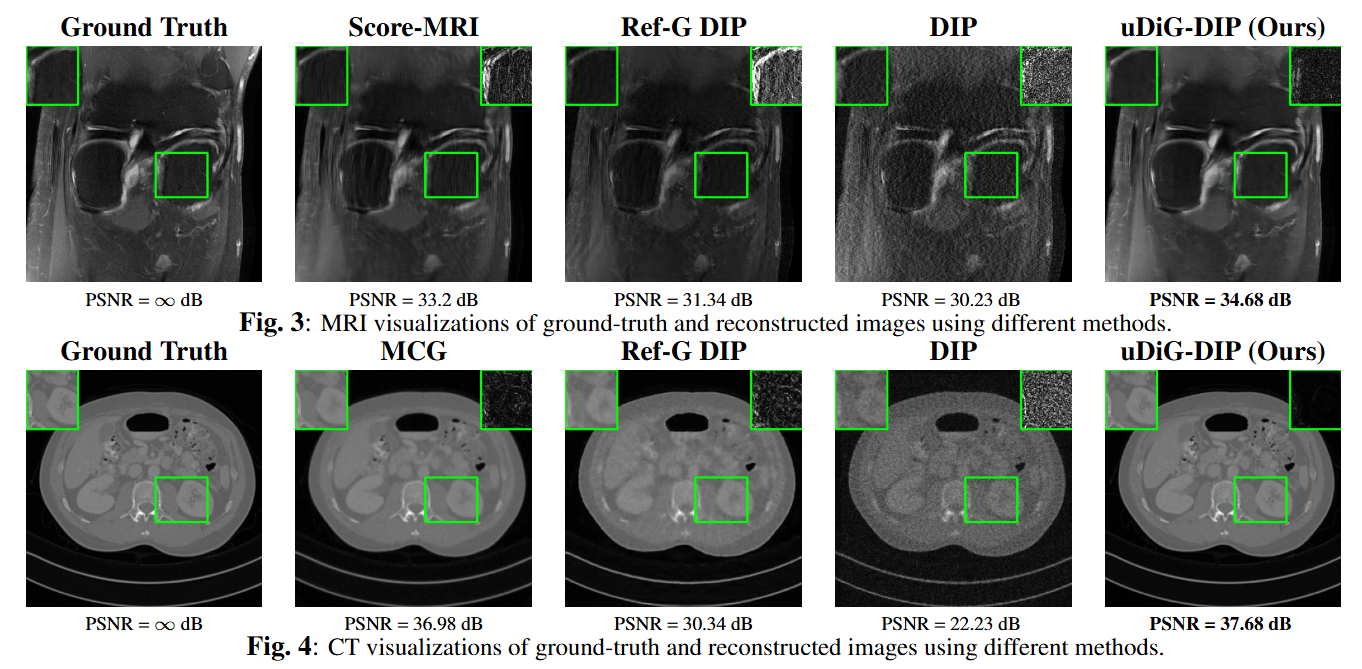 Ground Truth Score-MRI Ref-G DIP DIP uDiG-DIP (Ours)
PSNR = ∞ dB PSNR = 33.2 dB PSNR = 31.34 dB PSNR = 30.23 dB PSNR = 34.68 dB
Fig. 3: MRI visualizations of ground-truth and reconstructed images using different methods.
Ground Truth MCG Ref-G DIP DIP uDiG-DIP (Ours)
PSNR = ∞ dB PSNR = 36.98 dB PSNR = 30.34 dB PSNR = 22.23 dB PSNR = 37.68 dB
Fig. 4: CT visualizations of ground-truth and reconstructed images using different methods.